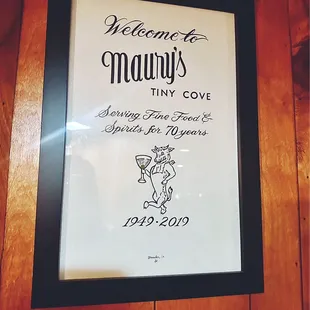 Welcome to
Maury's
TINY COVE
Serving Fine Food &
Spirits for 70 years
1949-2019